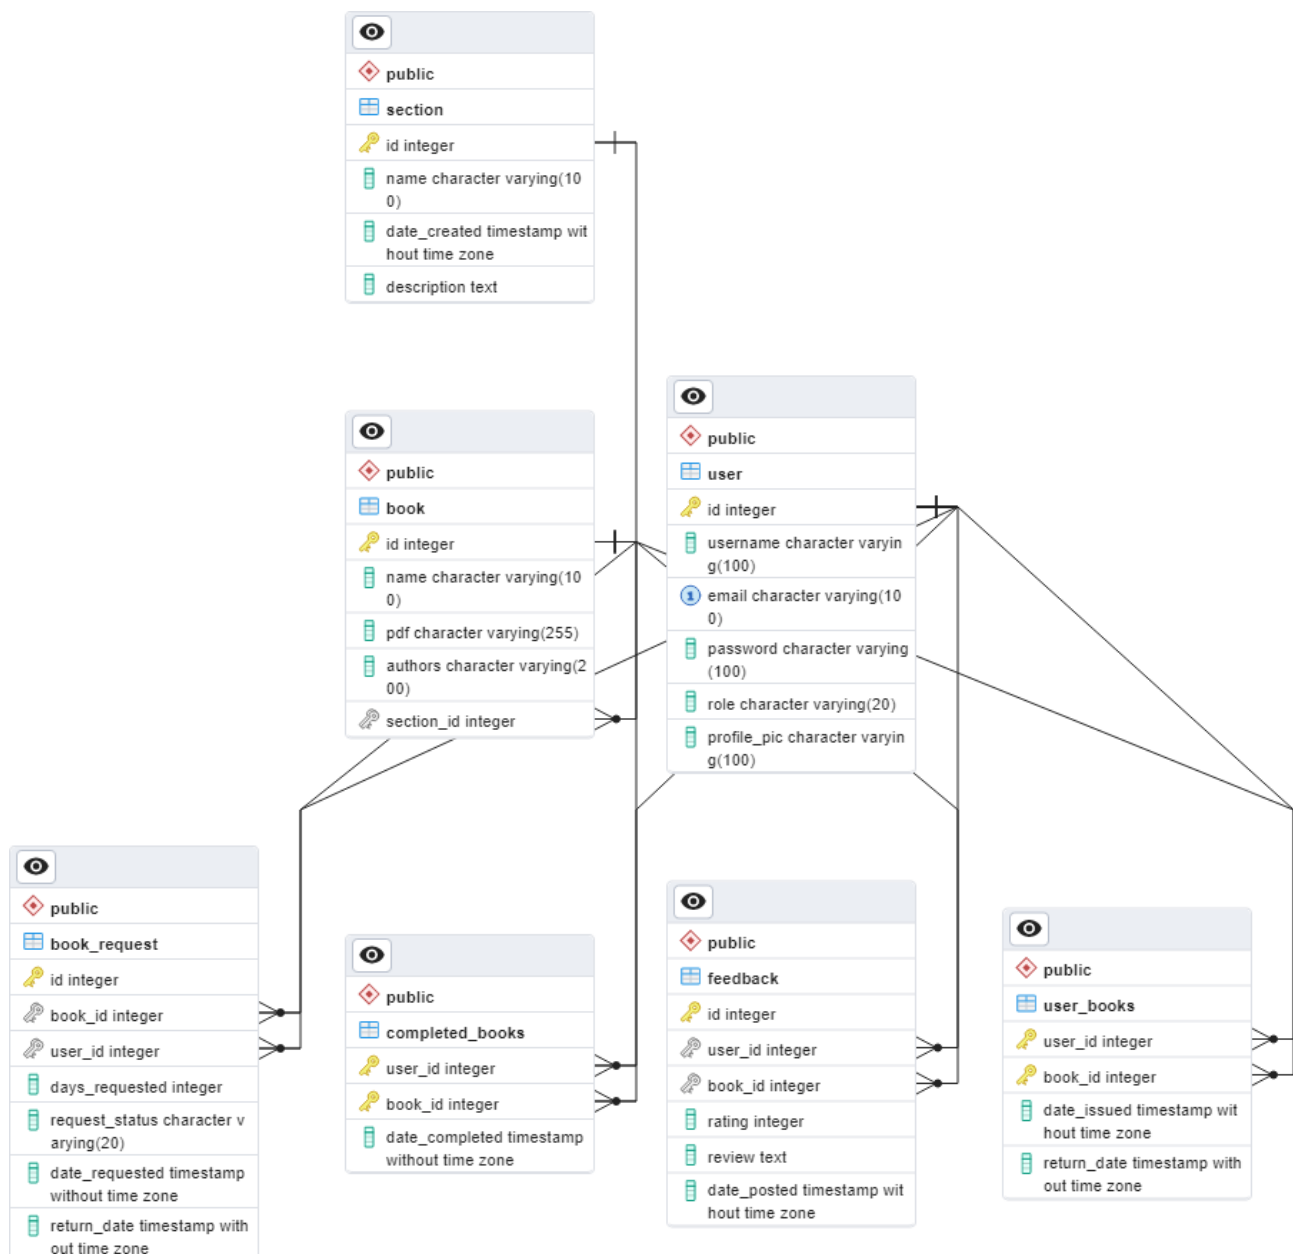 public
section
id integer
name character varying(10
0)
date_created timestamp wit
hout time zone
description text
public
book
id integer
name character varying(10
0)
pdf character varying(255)
authors character varying(2
00)
section_id integer
public
user
id integer
username character varyin
g(100)
1 email character varying(10
0)
password character varying
(100)
role character varying(20)
profile_pic character varyin
g(100)
public
book_request
id integer
book_id integer
user_id integer
days_requested integer
request_status character v
arying(20)
date_requested timestamp
without time zone
return_date timestamp with
out time zone
public
completed_books
user_id integer
book_id integer
date_completed timestamp
without time zone
public
feedback
id integer
user_id integer
book_id integer
rating integer
review text
date_posted timestamp wit
hout time zone
public
user_books
user_id integer
book_id integer
date_issued timestamp wit
hout time zone
return_date timestamp with
out time zone